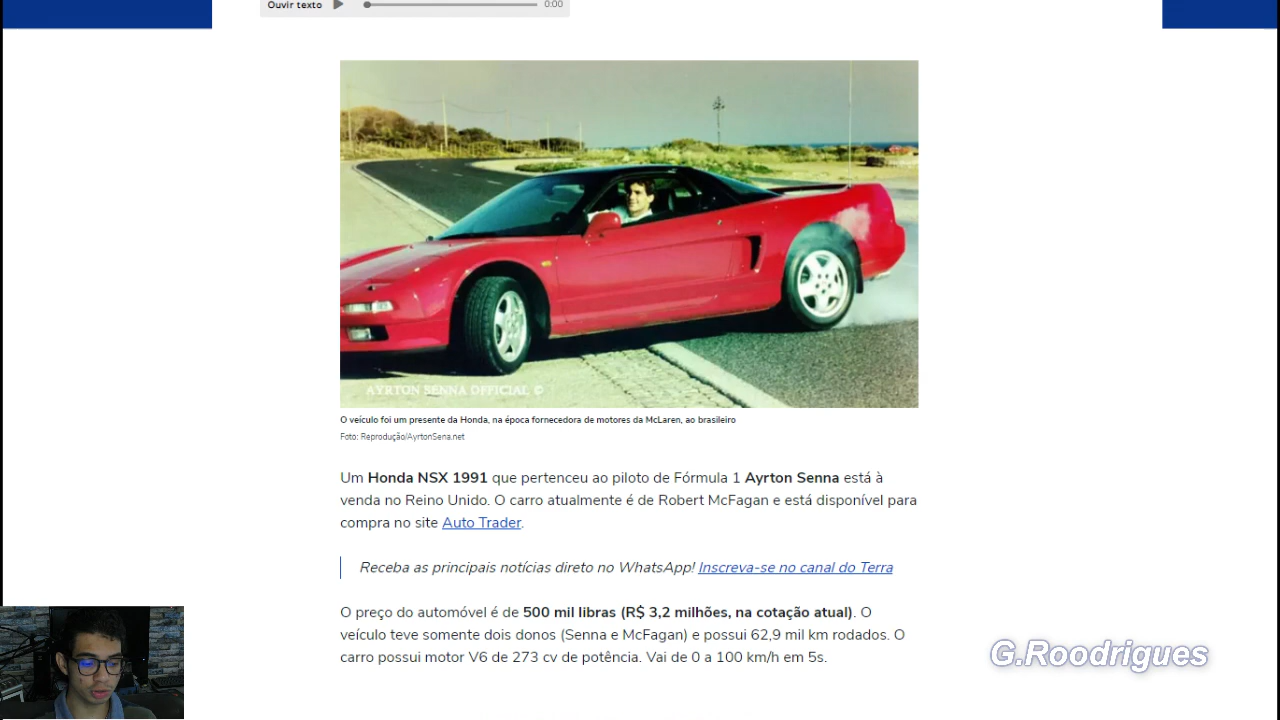 Ouvir texto 0:00
AYRTON SENNA OFFICIAL ©
O veículo foi um presente da Honda, na época fornecedora de motores da McLaren, ao brasileiro
Foto: Reprodução/AyrtonSena.net
Um Honda NSX 1991 que pertenceu ao piloto de Fórmula 1 Ayrton Senna está à
venda no Reino Unido. O carro atualmente é de Robert McFagan e está disponível para
compra no site Auto Trader.
Receba as principais notícias direto no WhatsApp! Inscreva-se no canal do Terra
O preço do automóvel é de 500 mil libras (R$ 3,2 milhões, na cotação atual). O
veículo teve somente dois donos (Senna e McFagan) e possui 62,9 mil km rodados. O
carro possui motor V6 de 273 cv de potência. Vai de 0 a 100 km/h em 5s.
G.Roodrigues